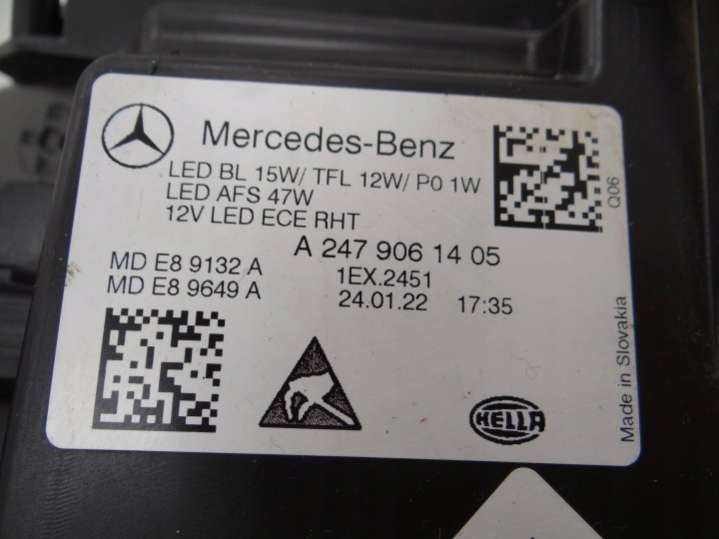 Mercedes-Benz
LED BL 15W/ TFL 12W/ P0 1W
LED AFS 47W
12V LED ECE RHT
Q06
A 247 906 14 05
MD E8 9132 A
MD E8 9649 A
1EX.2451
24.01.22 17:35
HELLA
Made in Slovakia